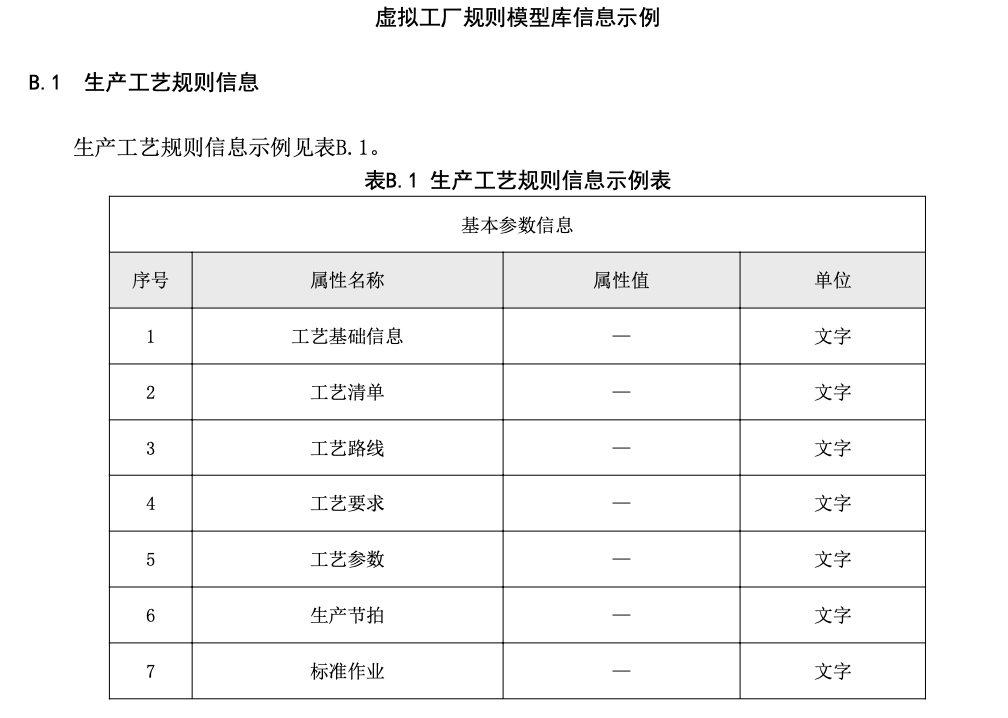 虚拟工厂规则模型库信息示例
B.1 生产工艺规则信息
生产工艺规则信息示例见表B.1。
表B.1 生产工艺规则信息示例表
基本参数信息
序号 属性名称 属性值 单位
1 工艺基础信息 — 文字
2 工艺清单 — 文字
3 工艺路线 — 文字
4 工艺要求 — 文字
5 工艺参数 — 文字
6 生产节拍 — 文字
7 标准作业 — 文字